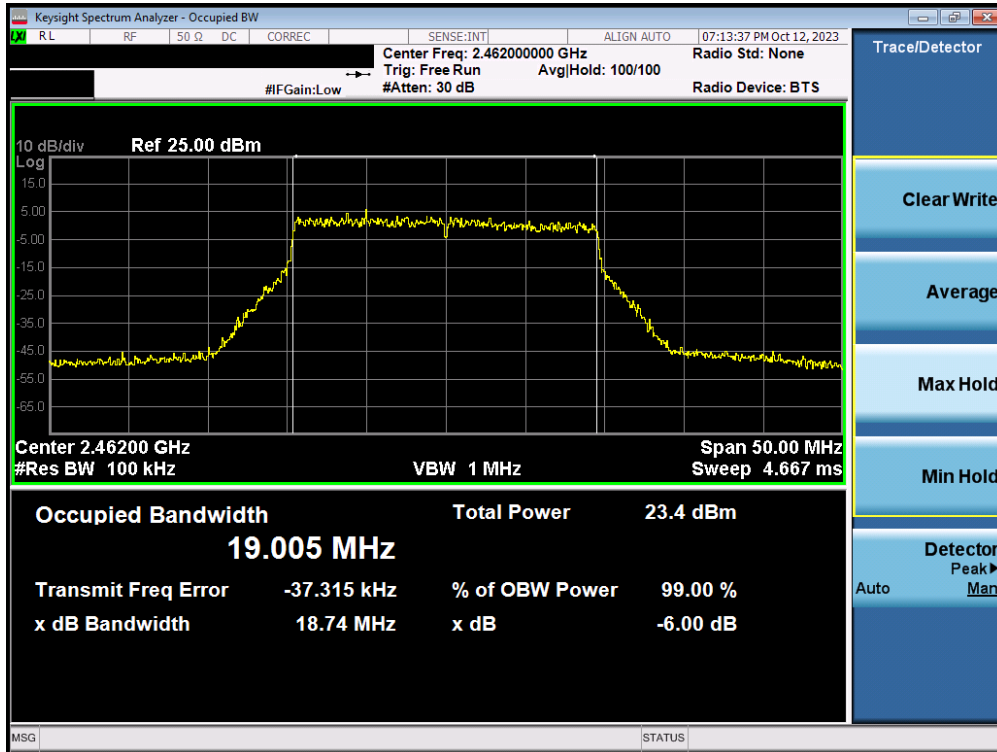 Keysight Spectrum Analyzer - Occupied BW
LXI RL RF 50 Ω DC CORREC SENSE:INT ALIGN AUTO 07:13:37 PM Oct 12, 2023
Center Freq: 2.462000000 GHz Radio Std: None
Trig: Free Run Avg|Hold: 100/100
#IFGain:Low #Atten: 30 dB Radio Device: BTS
10 dB/div Ref 25.00 dBm
Log
15.0
5.00
-5.00
-15.0
-25.0
-35.0
-45.0
-55.0
-65.0
Center 2.46200 GHz Span 50.00 MHz
#Res BW 100 kHz VBW 1 MHz Sweep 4.667 ms
Occupied Bandwidth Total Power 23.4 dBm
19.005 MHz
Transmit Freq Error -37.315 kHz % of OBW Power 99.00 %
x dB Bandwidth 18.74 MHz x dB -6.00 dB
MSG STATUS
Trace/Detector
Clear Write
Average
Max Hold
Min Hold
Detector
Peak▶
Auto Man